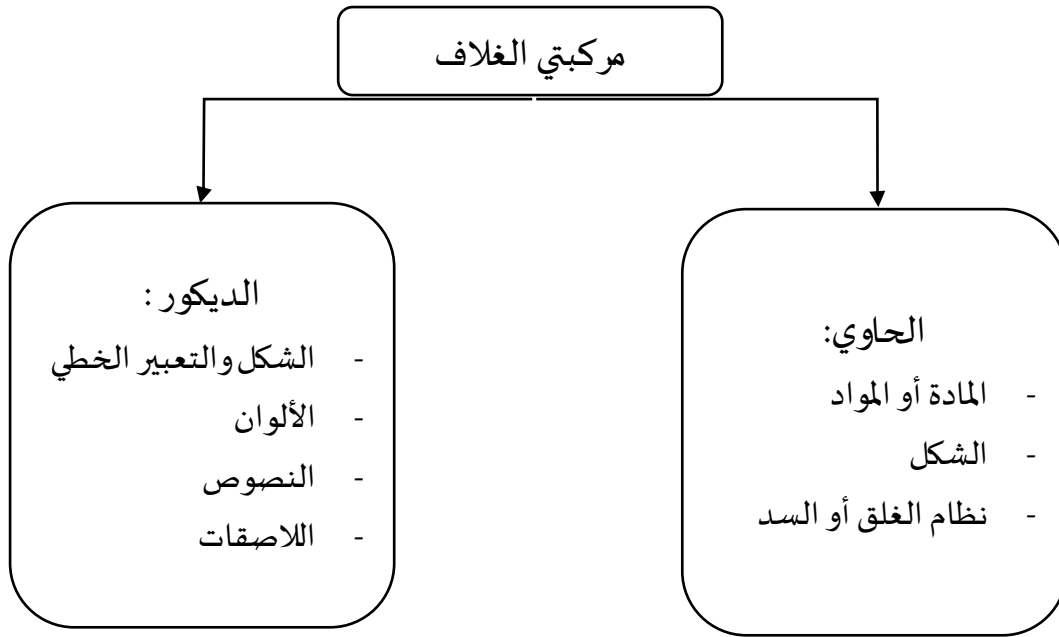 مركبتي الغلاف
الحاوي:
- المادة أو المواد
- الشكل
- نظام الغلق أو السد
الديكور :
- الشكل والتعبير الخطي
- الألوان
- النصوص
- اللاصقات